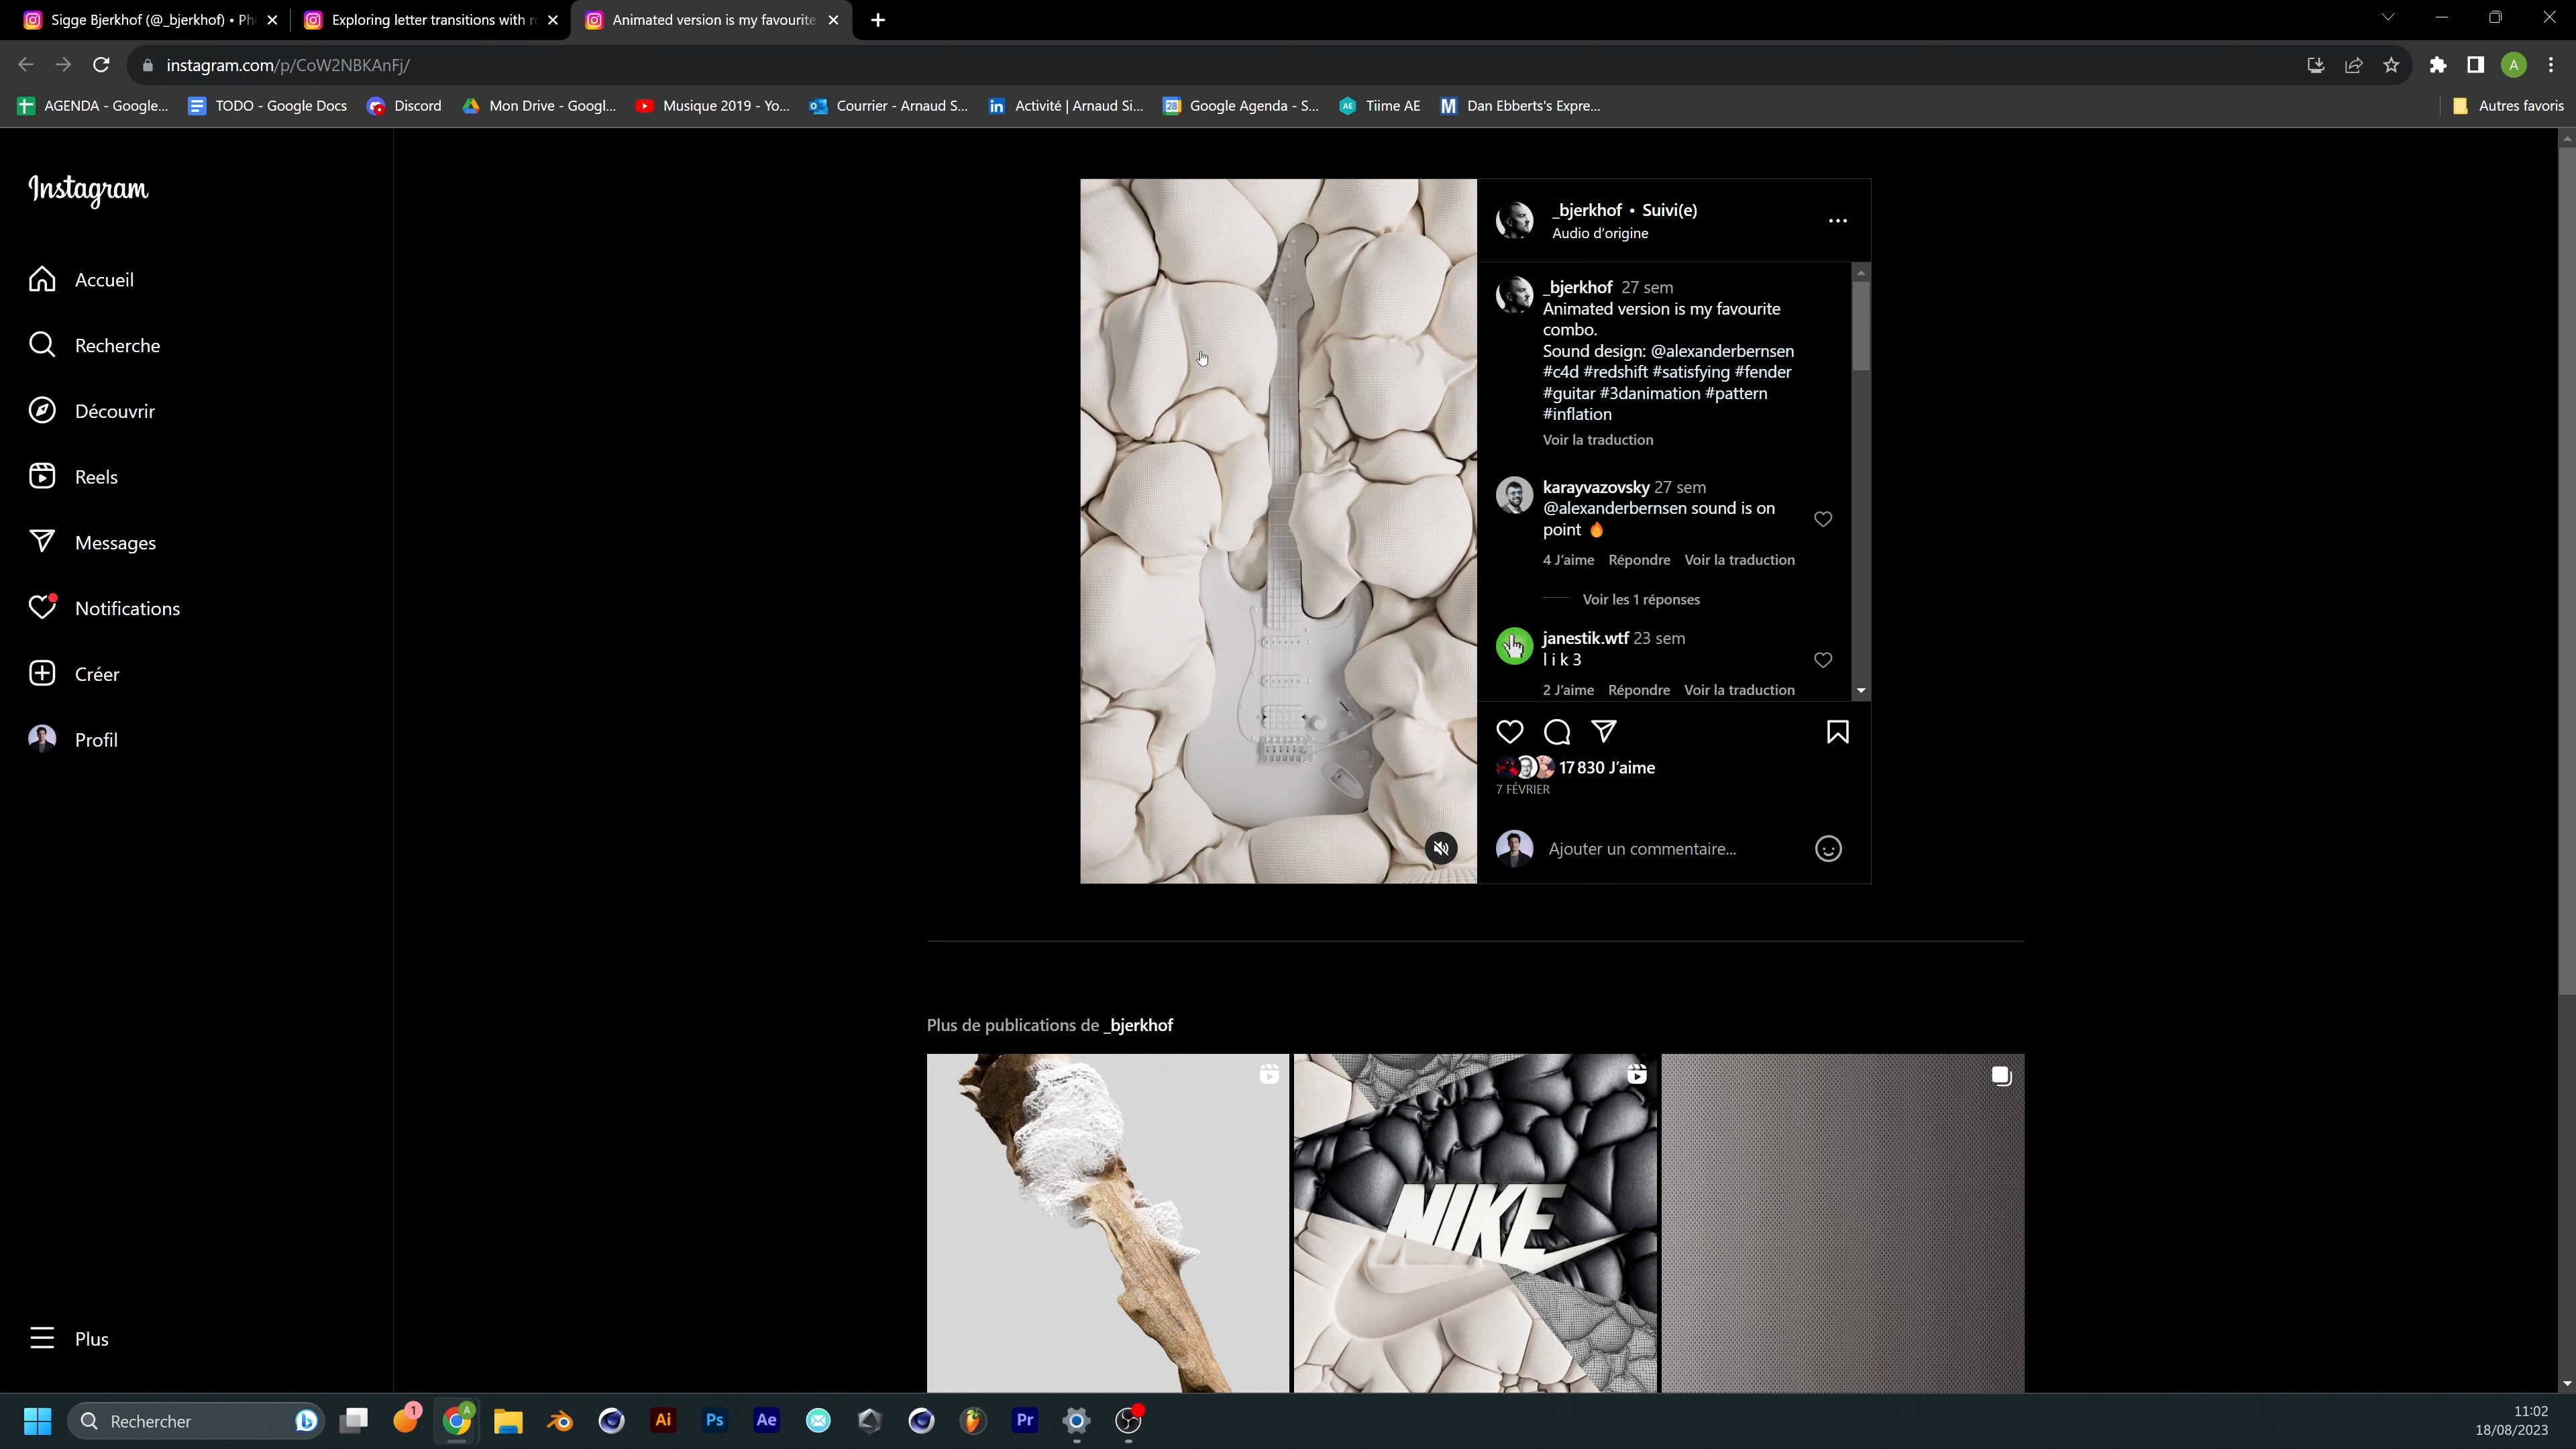 Sigge Bjerkhof (@_bjerkhof) • Ph
Exploring letter transitions with r
Animated version is my favourite
instagram.com/p/CoW2NBKAnFj/
A
AGENDA - Google...
TODO - Google Docs
Discord
Mon Drive - Googl...
Musique 2019 - Yo...
Courrier - Arnaud S...
Activité | Arnaud Si...
Google Agenda - S...
Tiime AE
Dan Ebberts's Expre...
Autres favoris
Instagram
Accueil
Recherche
Découvrir
Reels
Messages
Notifications
Créer
Profil
Plus
_bjerkhof • Suivi(e)
Audio d'origine
_bjerkhof 27 sem
Animated version is my favourite
combo.
Sound design: @alexanderbernsen
#c4d #redshift #satisfying #fender
#guitar #3danimation #pattern
#inflation
Voir la traduction
karayvazovsky 27 sem
@alexanderbernsen sound is on
point 🔥
4 J'aime Répondre Voir la traduction
Voir les 1 réponses
janestik.wtf 23 sem
l i k 3
2 J'aime Répondre Voir la traduction
17 830 J'aime
7 FÉVRIER
Ajouter un commentaire...
Plus de publications de _bjerkhof
NIKE
Rechercher
1
A
Ai
Ps
Ae
Pr
11:02
18/08/2023